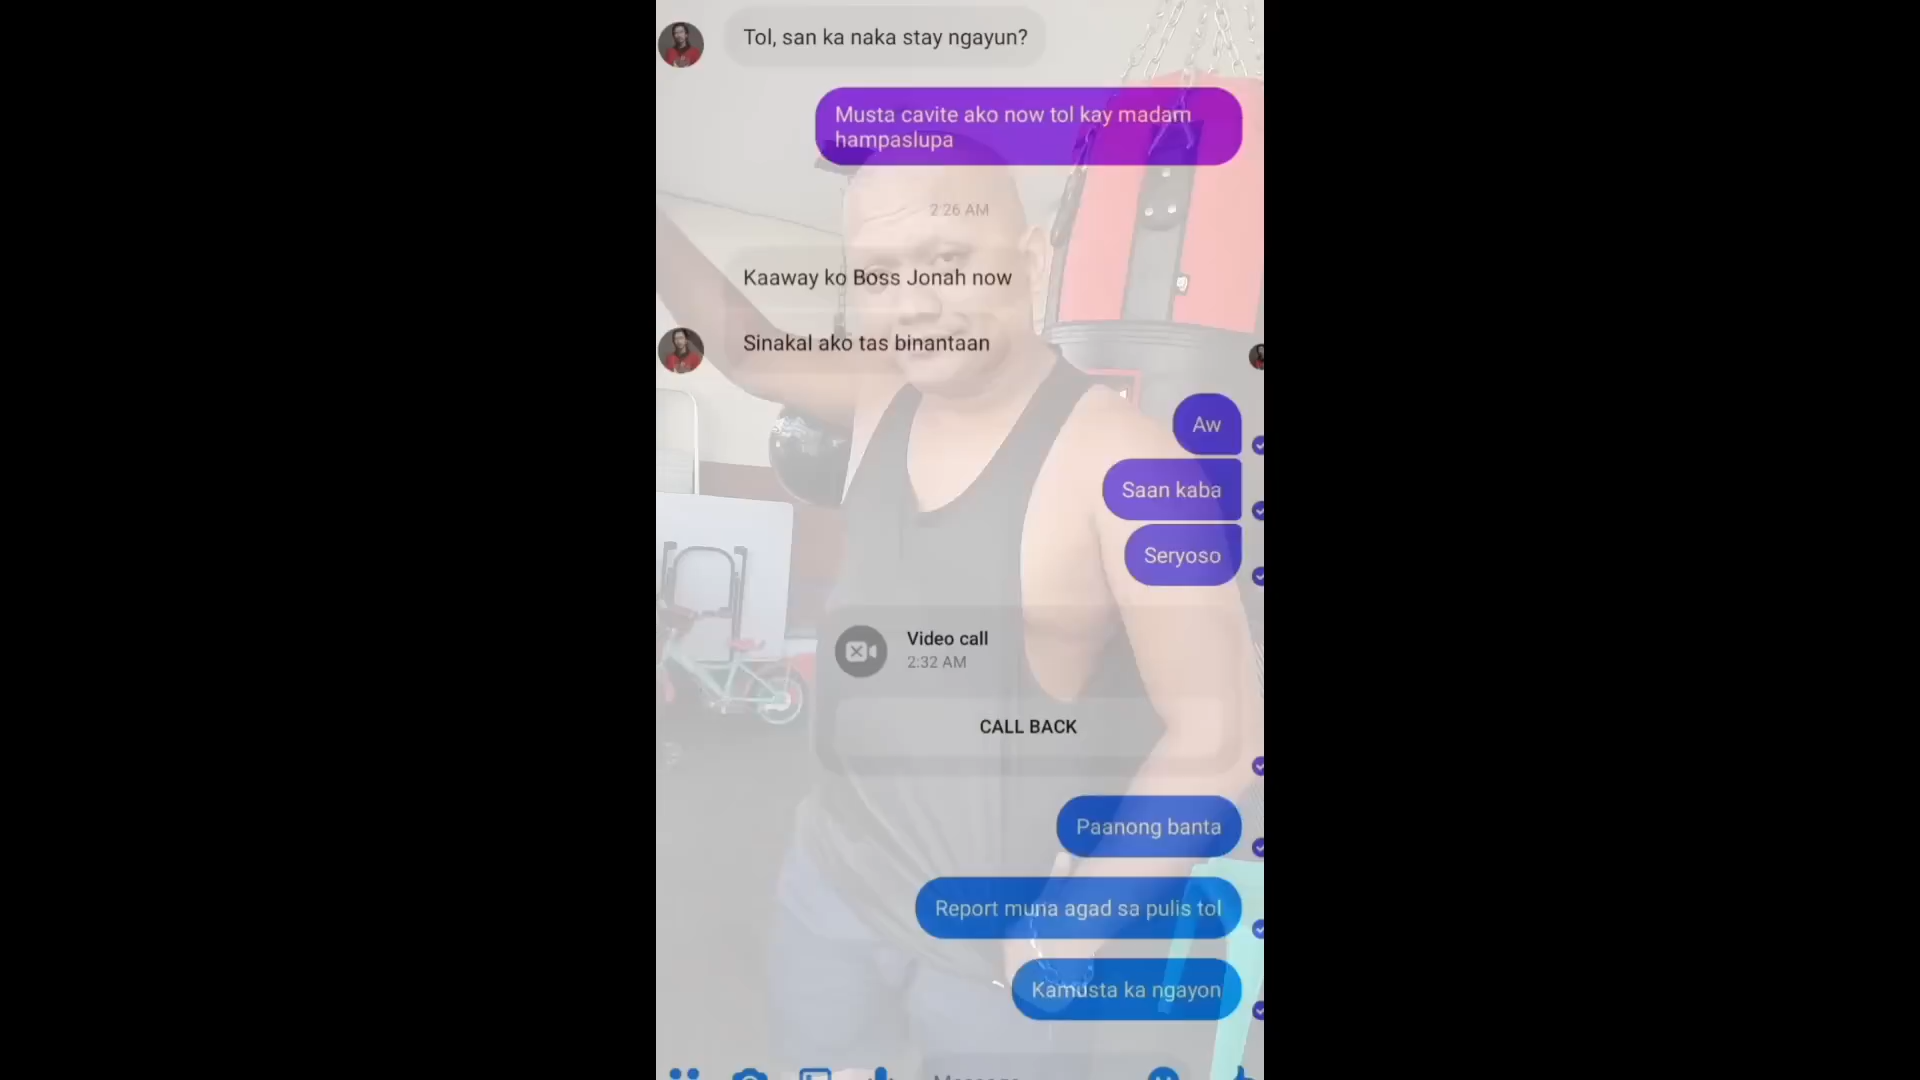 Tol, san ka naka stay ngayun?
Musta cavite ako now tol kay madam
hampaslupa
2:26 AM
Kaaway ko Boss Jonah now
Sinakal ako tas binantaan
Aw
Saan kaba
Seryoso
Video call
2:32 AM
CALL BACK
Paanong banta
Report muna agad sa pulis tol
Kamusta ka ngayon